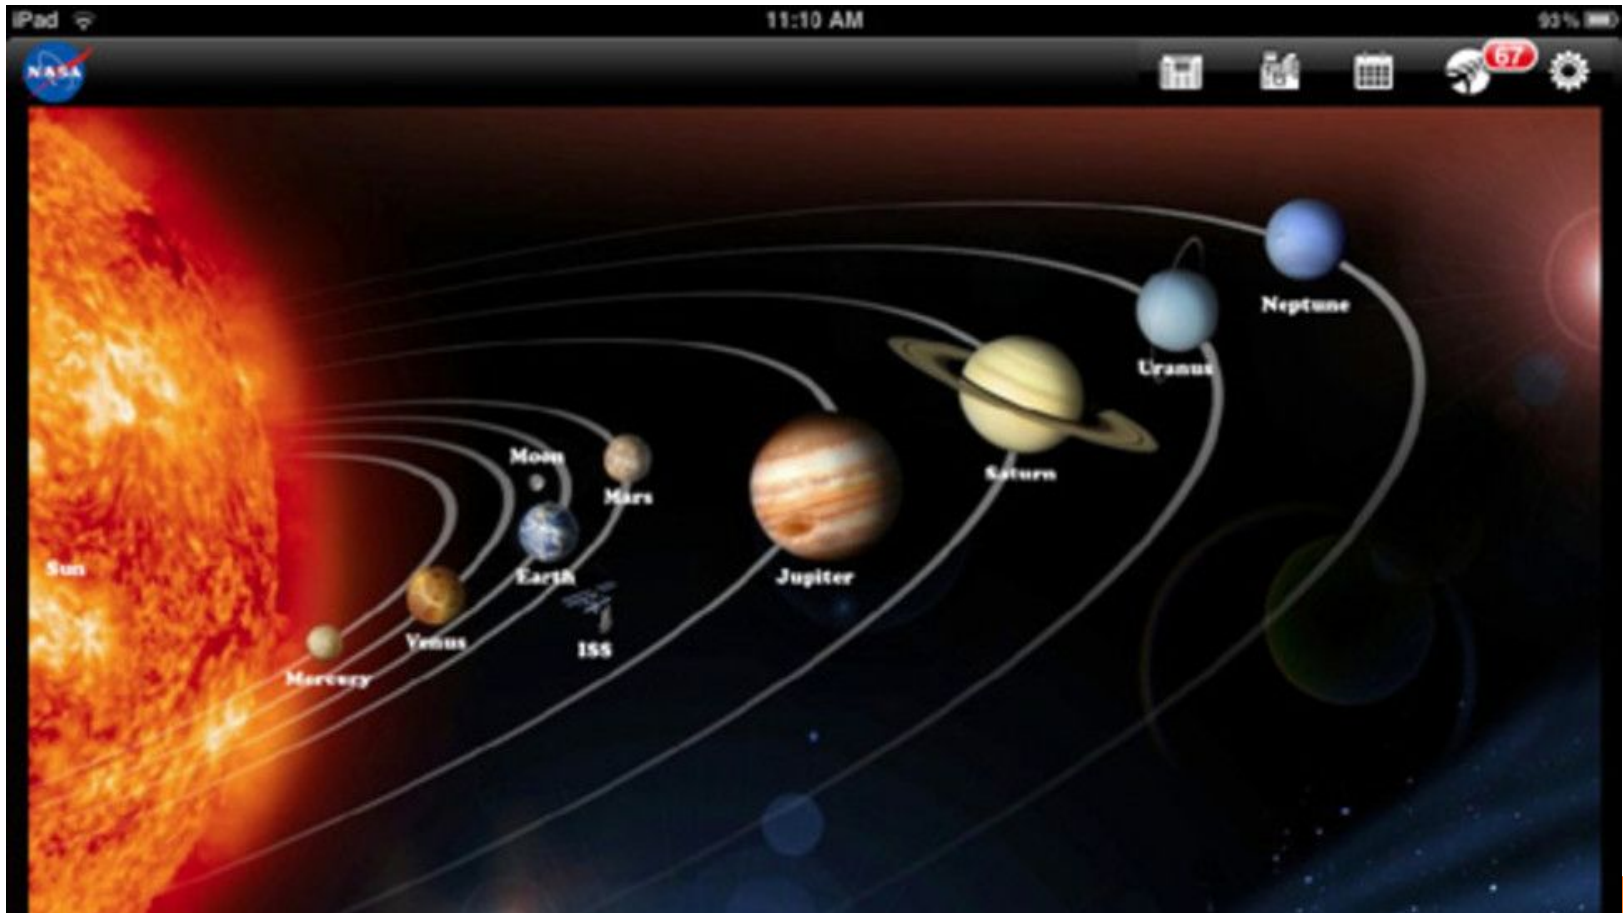 iPad 11:10 AM 93%
NASA
67
Neptune
Uranus
Moon
Saturn
Mars
Sun
Earth
Jupiter
Venus
ISS
Mercury